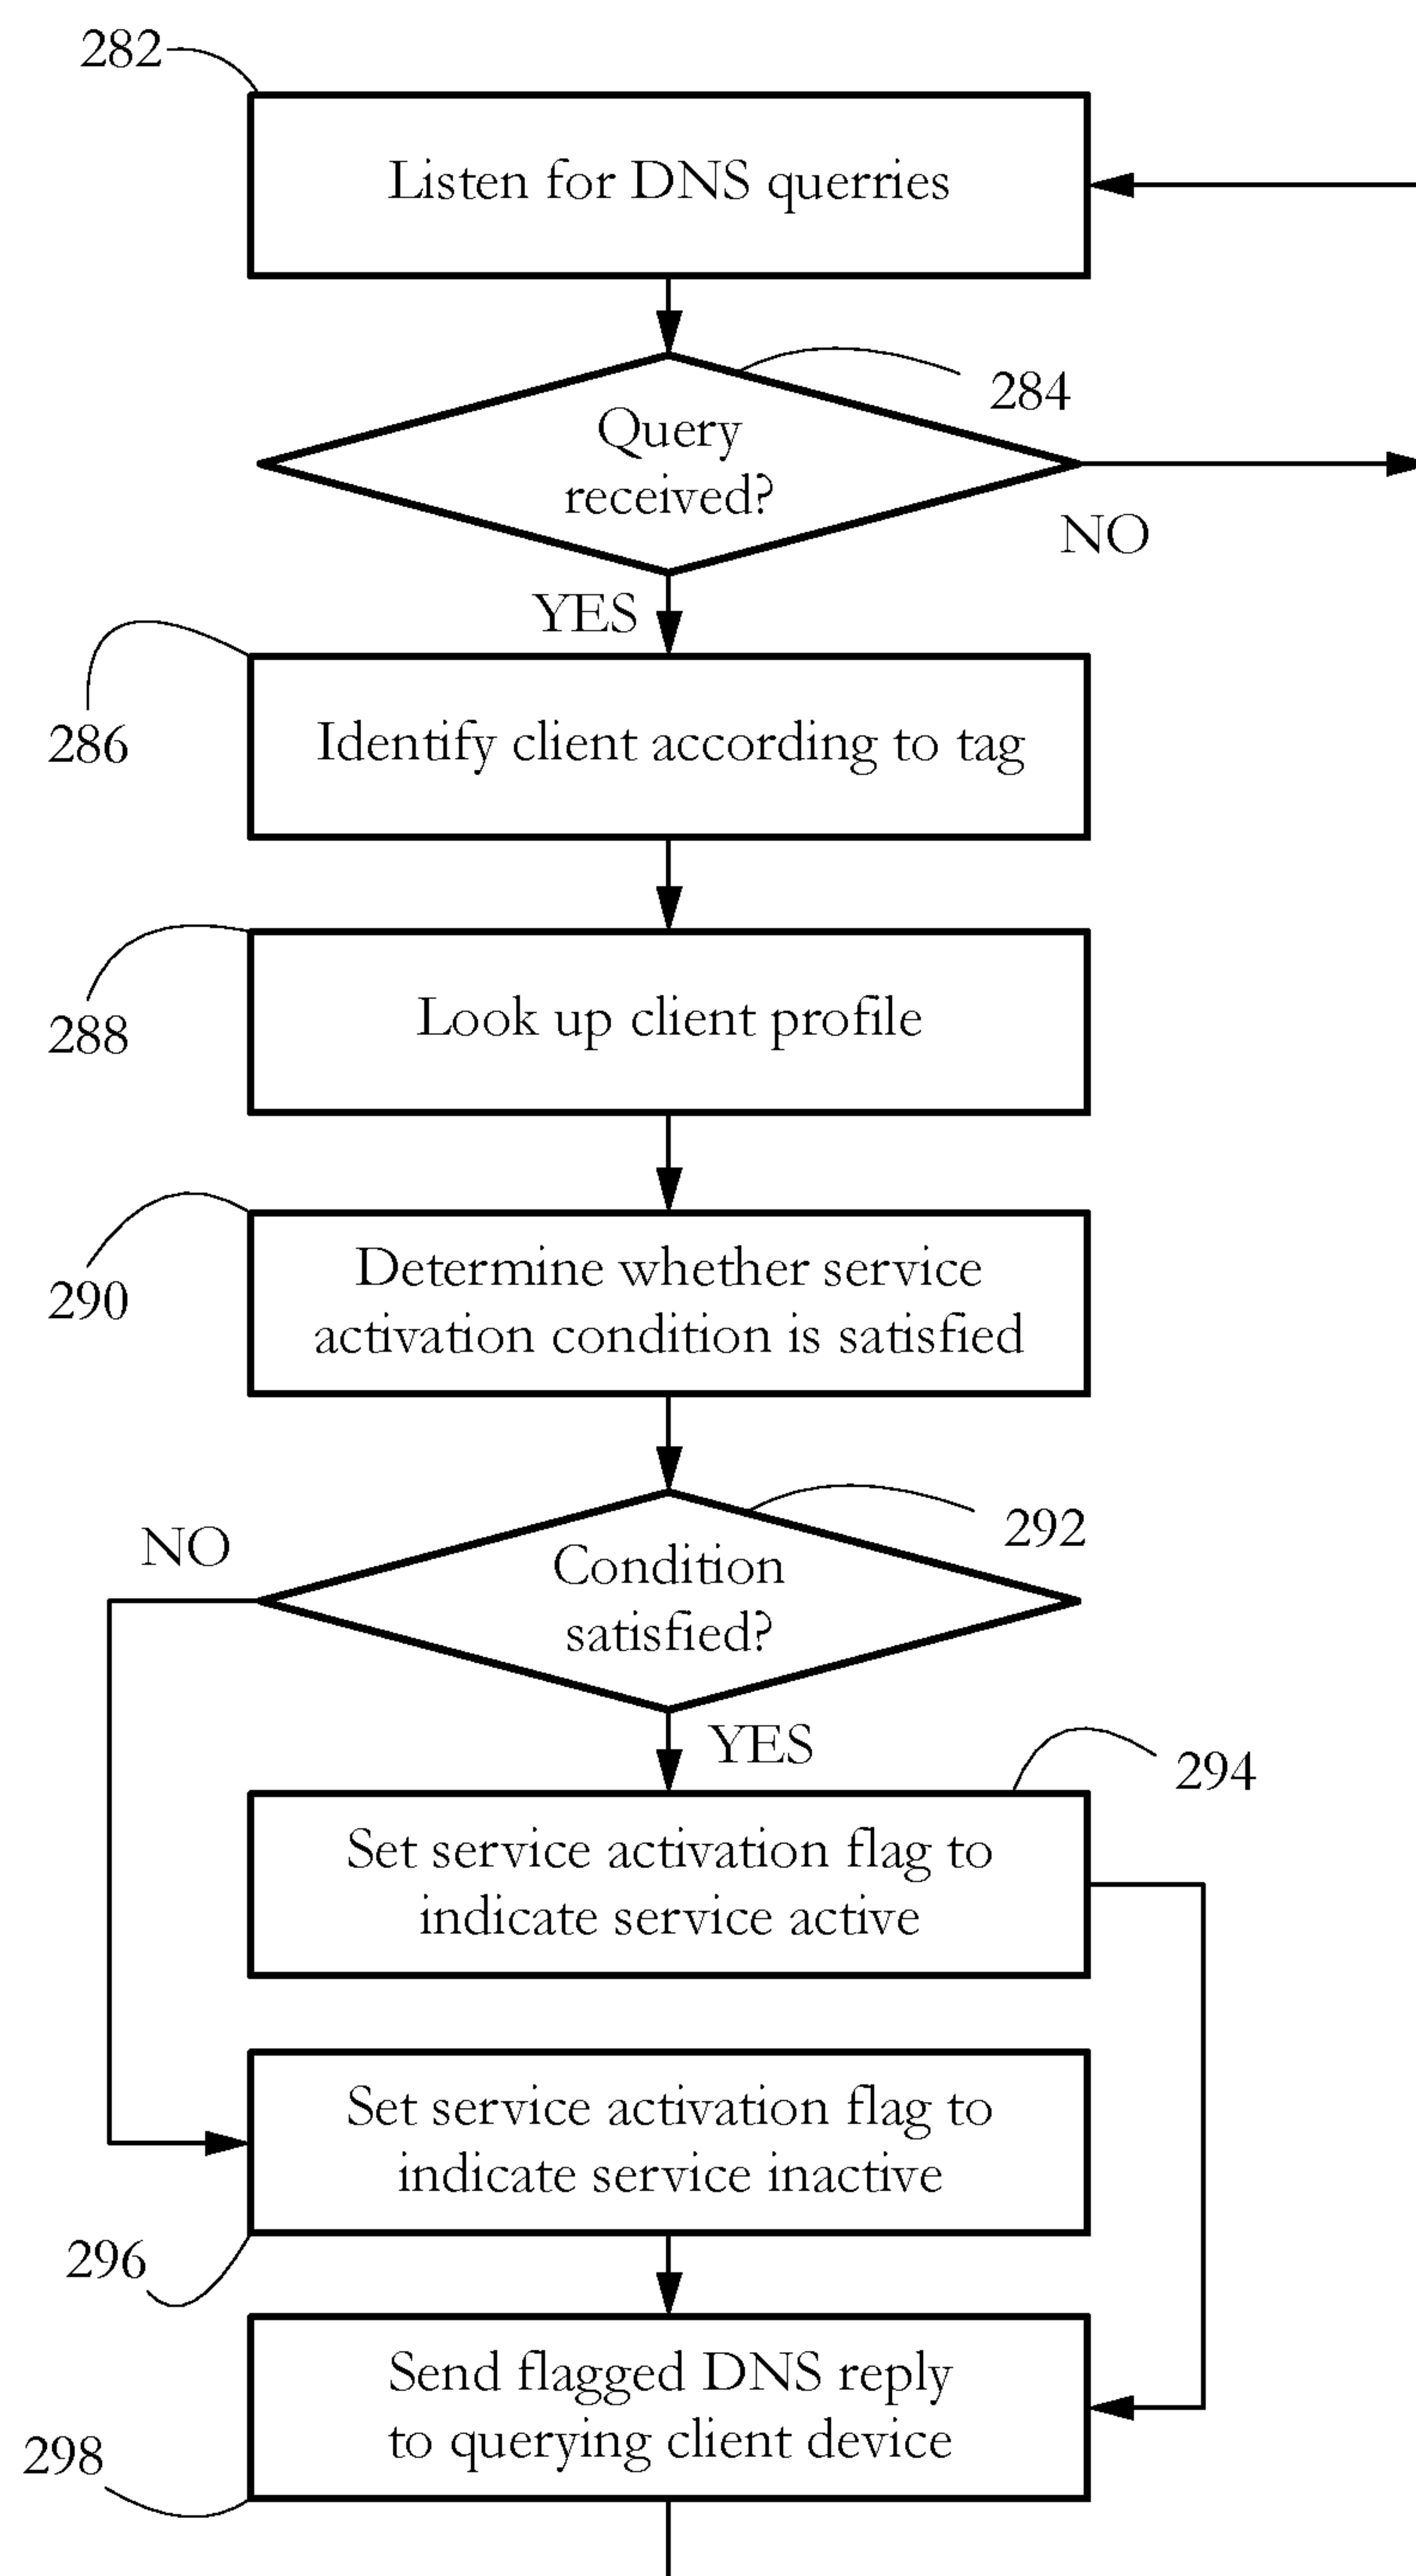 282
Listen for DNS querries
284
Query
received?
NO
YES
286
Identify client according to tag
288
Look up client profile
290
Determine whether service
activation condition is satisfied
292
NO
Condition
satisfied?
YES
294
Set service activation flag to
indicate service active
Set service activation flag to
indicate service inactive
296
Send flagged DNS reply
to querying client device
298